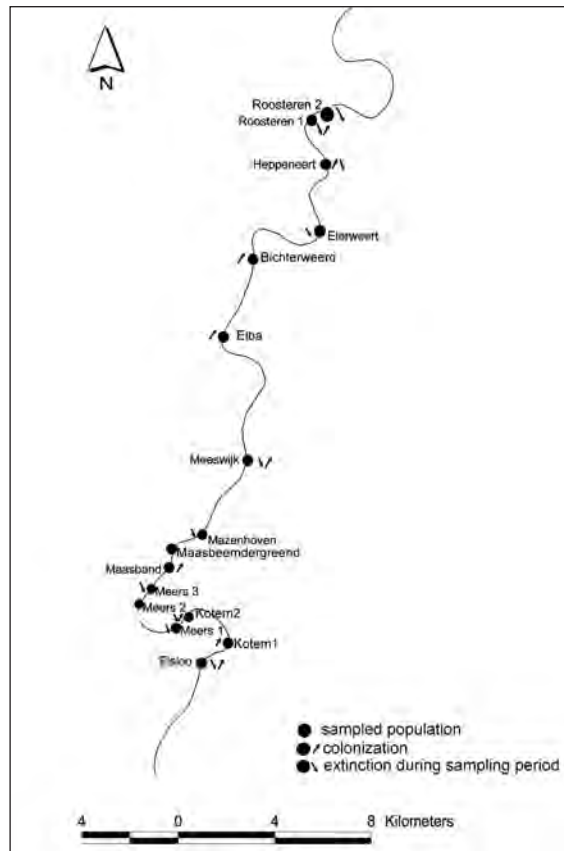 N
Roosteren 2
Roosteren 1
Heppeneert
Elerweert
Bichterweerd
Elba
Meeswijk
Mazenhoven
Maasbeemdergreend
Maasband
Meers 3
Meers 2
Kotem2
Meers 1
Kotem1
Elsloo
sampled population
colonization
extinction during sampling period
4 0 8 Kilometers